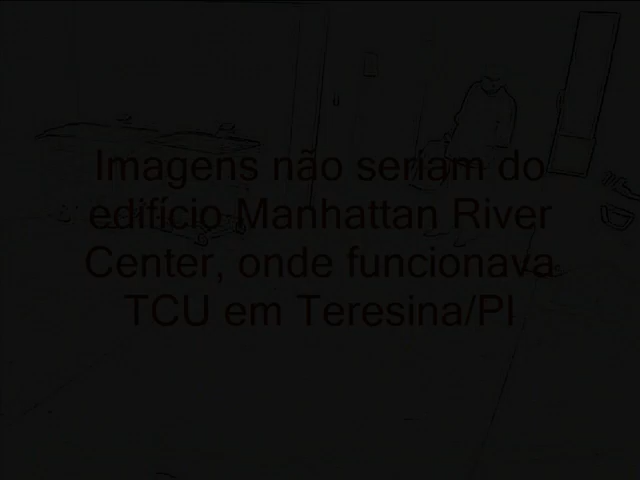 Imagens não seriam do
edifício Manhattan River
Center, onde funcionava
TCU em Teresina/PI